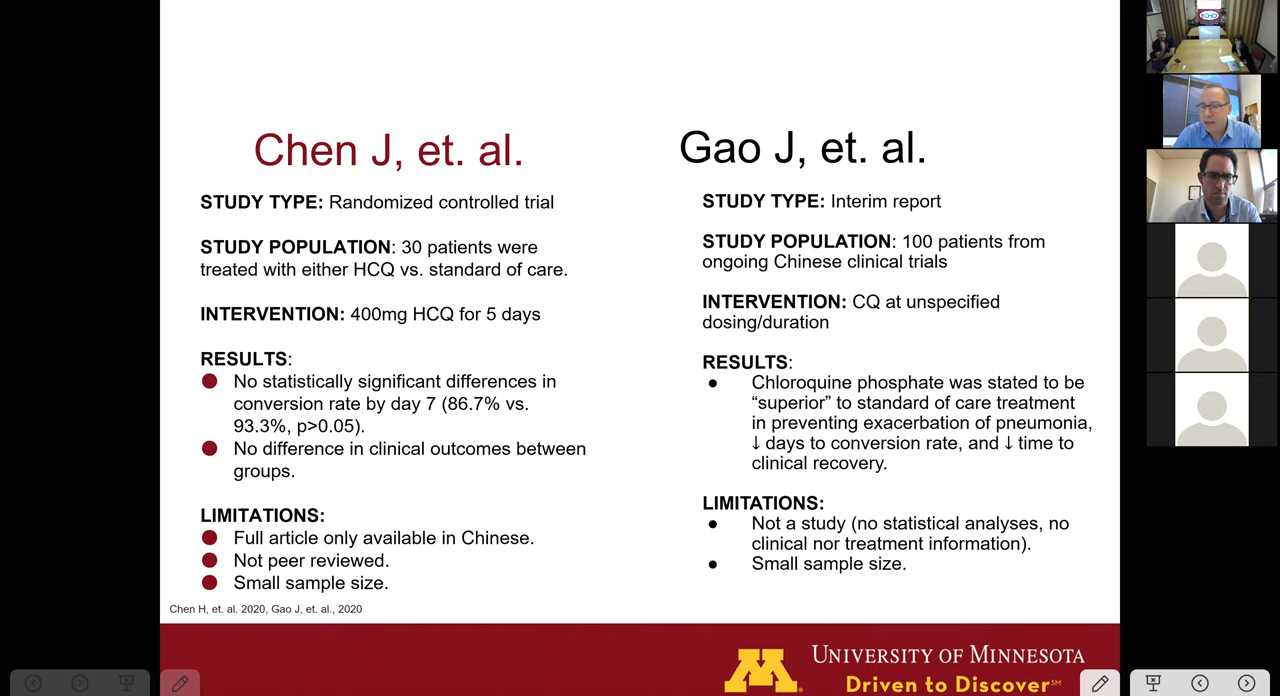 Chen J, et. al.
STUDY TYPE: Randomized controlled trial
STUDY POPULATION: 30 patients were
treated with either HCQ vs. standard of care.
INTERVENTION: 400mg HCQ for 5 days
RESULTS:
● No statistically significant differences in
conversion rate by day 7 (86.7% vs.
93.3%, p>0.05).
● No difference in clinical outcomes between
groups.
LIMITATIONS:
● Full article only available in Chinese.
● Not peer reviewed.
● Small sample size.
Gao J, et. al.
STUDY TYPE: Interim report
STUDY POPULATION: 100 patients from
ongoing Chinese clinical trials
INTERVENTION: CQ at unspecified
dosing/duration
RESULTS:
● Chloroquine phosphate was stated to be
“superior” to standard of care treatment
in preventing exacerbation of pneumonia,
↓ days to conversion rate, and ↓ time to
clinical recovery.
LIMITATIONS:
● Not a study (no statistical analyses, no
clinical nor treatment information).
● Small sample size.
Chen H, et. al. 2020, Gao J, et. al., 2020
M
UNIVERSITY OF MINNESOTA
Driven to Discover℠
ECHO